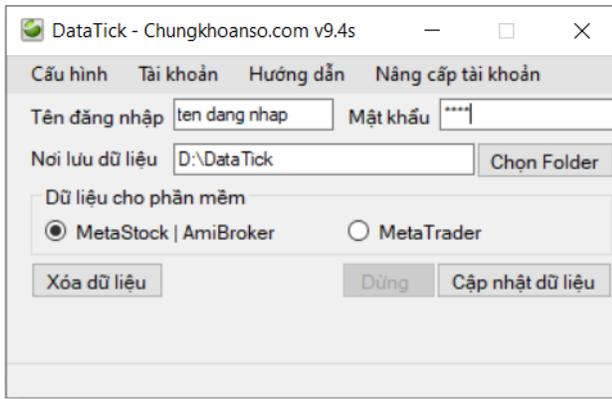 DataTick - Chungkhoanso.com v9.4s
Cấu hình Tài khoản Hướng dẫn Nâng cấp tài khoản
Tên đăng nhập ten dang nhap Mật khẩu ****
Nơi lưu dữ liệu D:\DataTick Chọn Folder
Dữ liệu cho phần mềm
MetaStock | AmiBroker MetaTrader
Xóa dữ liệu Dừng Cập nhật dữ liệu